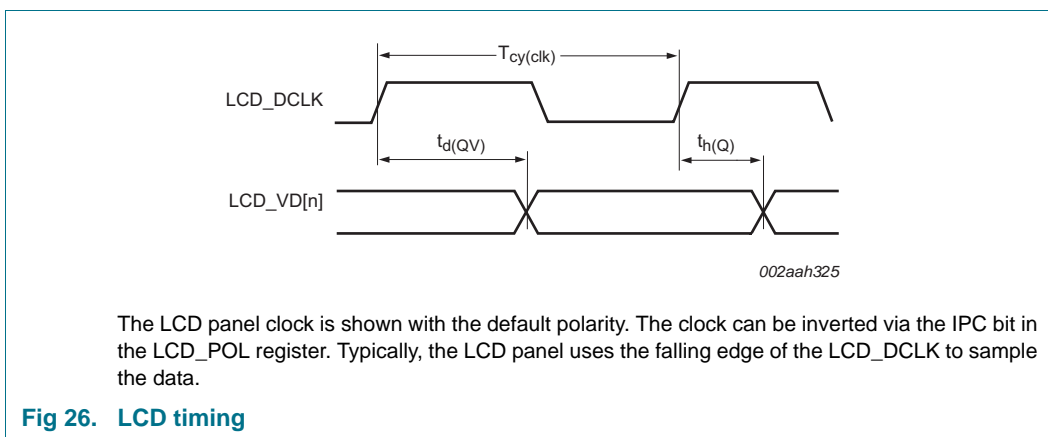 T_cy(clk)
LCD_DCLK
t_d(QV)
t_h(Q)
LCD_VD[n]
002aah325
The LCD panel clock is shown with the default polarity. The clock can be inverted via the IPC bit in
the LCD_POL register. Typically, the LCD panel uses the falling edge of the LCD_DCLK to sample
the data.
Fig 26. LCD timing